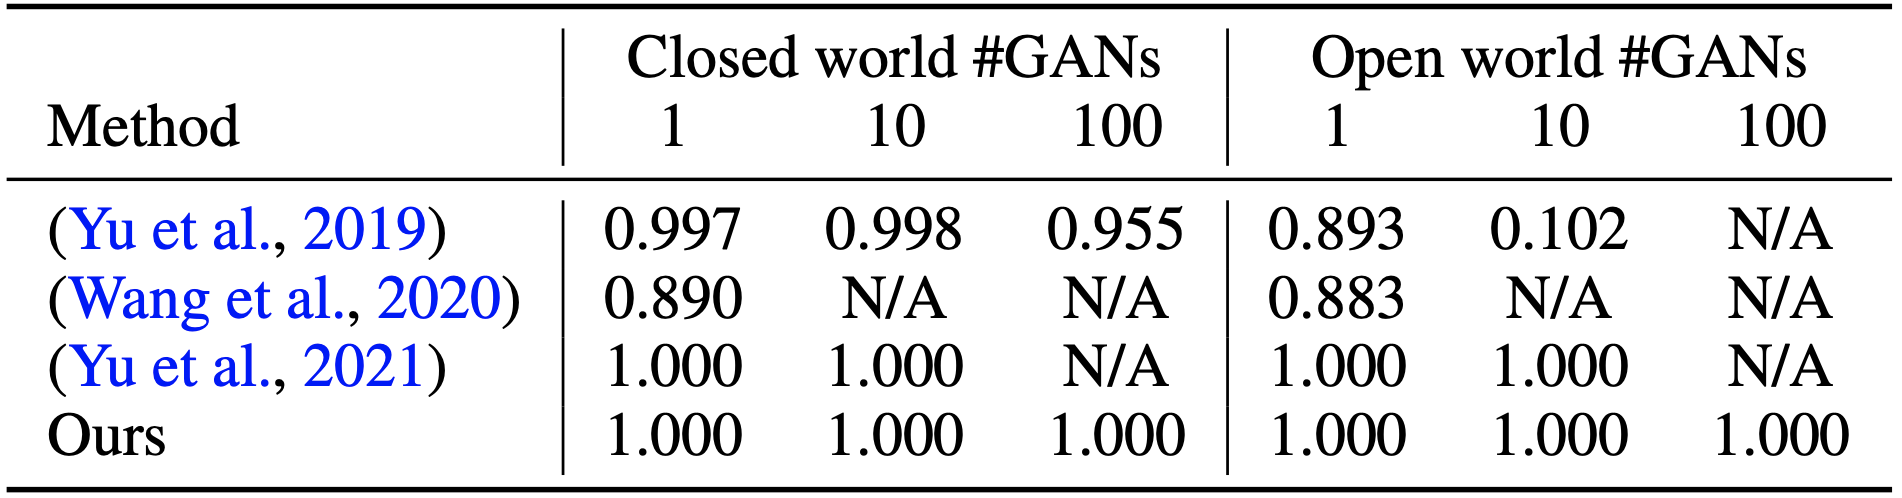 Closed world #GANs Open world #GANs
Method 1 10 100 1 10 100
(Yu et al., 2019) 0.997 0.998 0.955 0.893 0.102 N/A
(Wang et al., 2020) 0.890 N/A N/A 0.883 N/A N/A
(Yu et al., 2021) 1.000 1.000 N/A 1.000 1.000 N/A
Ours 1.000 1.000 1.000 1.000 1.000 1.000